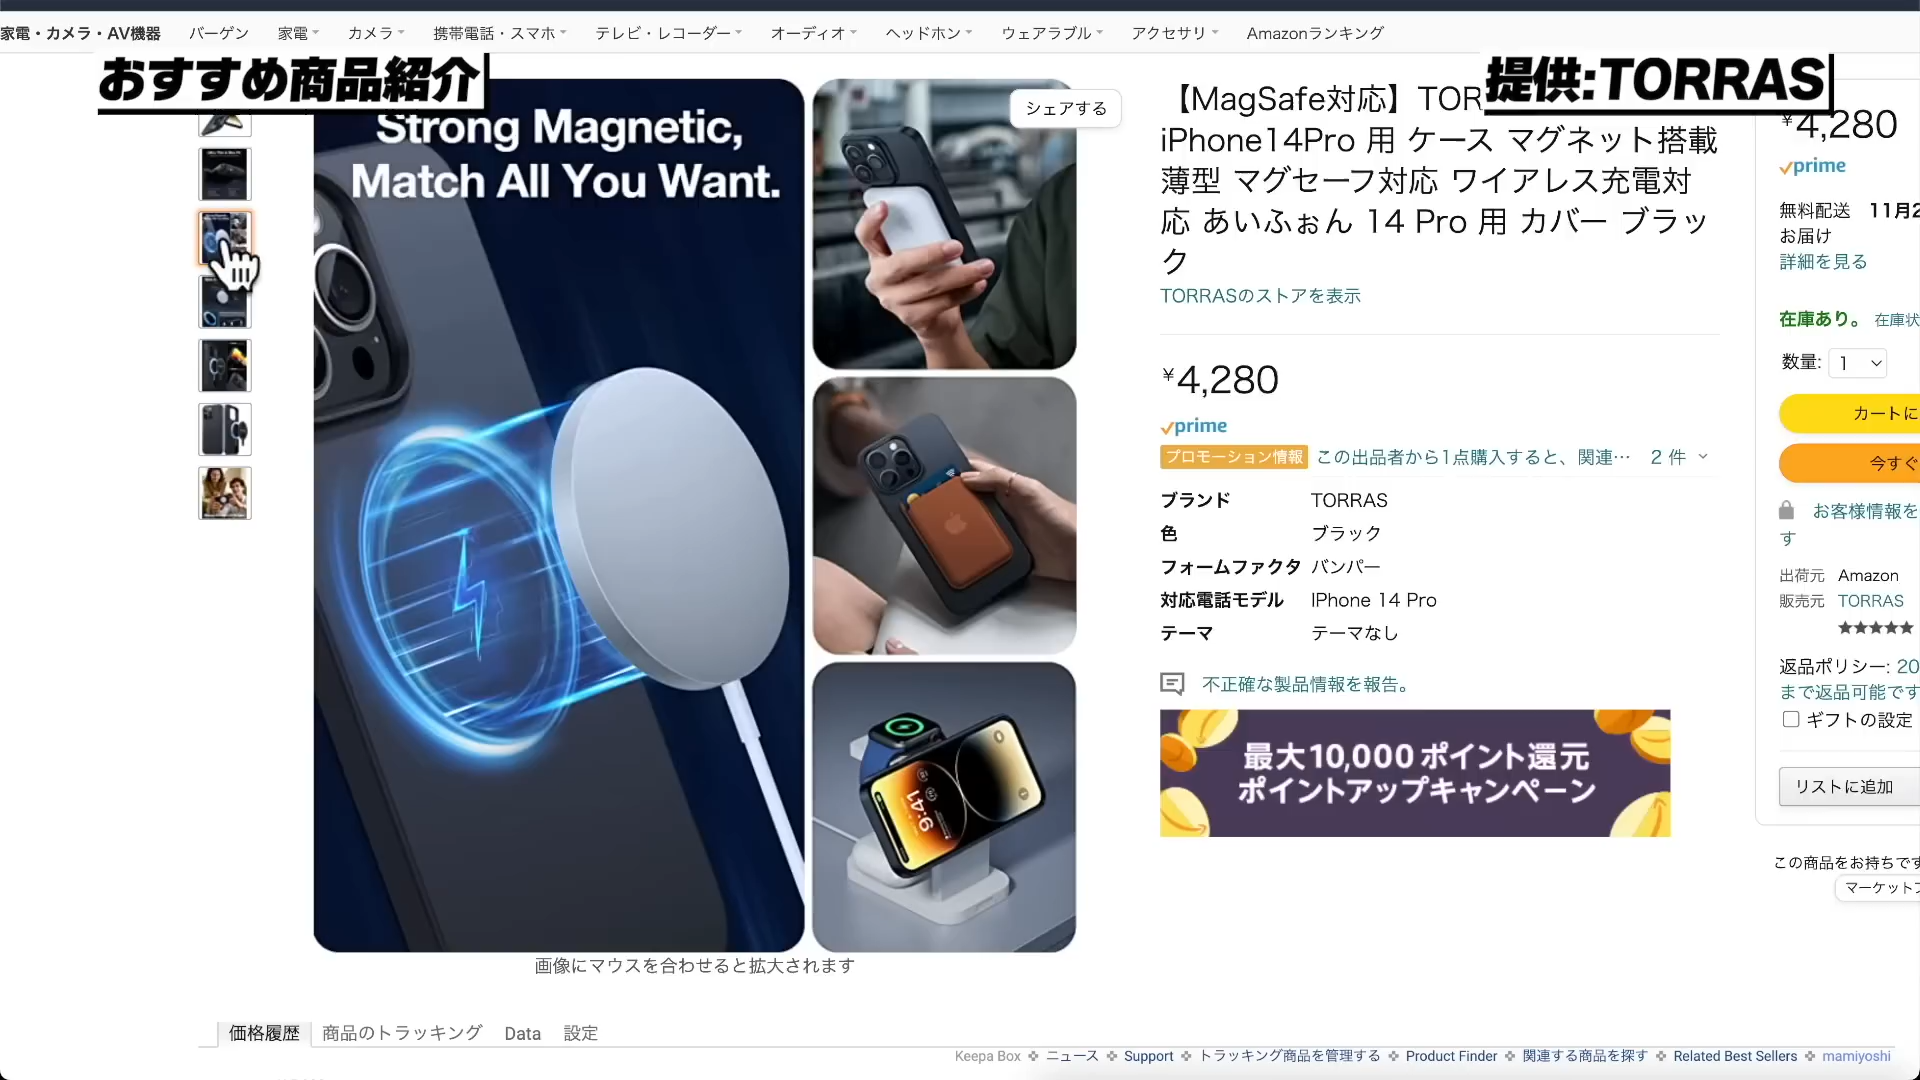 家電・カメラ・AV機器 バーゲン 家電 カメラ 携帯電話・スマホ テレビ・レコーダー オーディオ ヘッドホン ウェアラブル アクセサリ Amazonランキング
おすすめ商品紹介
提供:TORRAS
Strong Magnetic,
Match All You Want.
シェアする
9:41
画像にマウスを合わせると拡大されます
【MagSafe対応】TOR
iPhone14Pro 用 ケース マグネット搭載
薄型 マグセーフ対応 ワイアレス充電対
応 あいふぉん 14 Pro 用 カバー ブラッ
ク
TORRASのストアを表示
¥4,280
prime
プロモーション情報 この出品者から1点購入すると、関連… 2 件
ブランド TORRAS
色 ブラック
フォームファクタ バンパー
対応電話モデル IPhone 14 Pro
テーマ テーマなし
不正確な製品情報を報告。
最大10,000ポイント還元
ポイントアップキャンペーン
¥4,280
prime
無料配送 11月2
お届け
詳細を見る
在庫あり。 在庫状
数量: 1
カートに
今すぐ
お客様情報を
す
出荷元 Amazon
販売元 TORRAS
★★★★★
返品ポリシー: 20
まで返品可能です
ギフトの設定
リストに追加
この商品をお持ちです
マーケットプ
価格履歴 商品のトラッキング Data 設定
Keepa Box ニュース Support トラッキング商品を管理する Product Finder 関連する商品を探す Related Best Sellers mamiyoshi